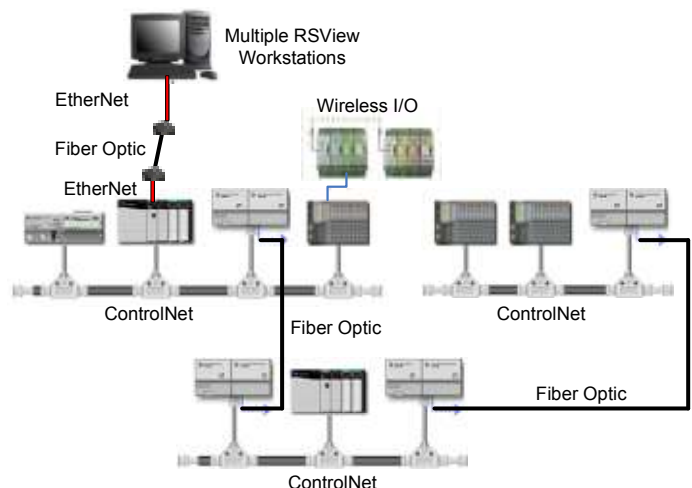 Multiple RSView
Workstations
EtherNet
Wireless I/O
Fiber Optic
EtherNet
ControlNet
Fiber Optic
ControlNet
Fiber Optic
ControlNet